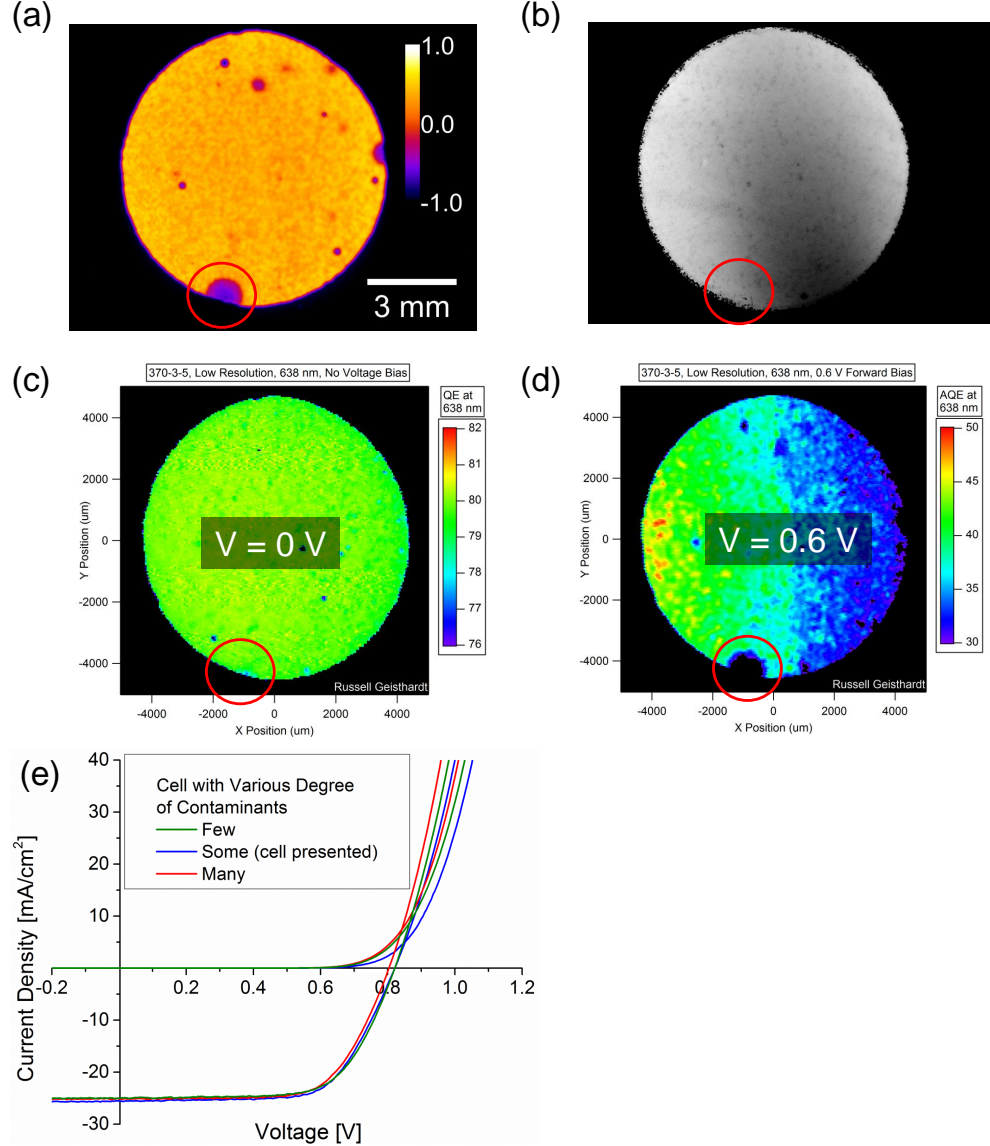 (a)
1.0
0.0
-1.0
3 mm
(b)
(c)
370-3-5, Low Resolution, 638 nm, No Voltage Bias
QE at
638 nm
4000
2000
0
-2000
-4000
Y Position (um)
V = 0 V
82
81
80
79
78
77
76
Russell Geisthardt
-4000 -2000 0 2000 4000
X Position (um)
(d)
370-3-5, Low Resolution, 638 nm, 0.6 V Forward Bias
AQE at
638 nm
4000
2000
0
-2000
-4000
Y Position (um)
V = 0.6 V
50
45
40
35
30
Russell Geisthardt
-4000 -2000 0 2000 4000
X Position (um)
(e)
Cell with Various Degree
of Contaminants
Few
Some (cell presented)
Many
40
30
20
10
0
-10
-20
-30
Current Density [mA/cm²]
-0.2 0.2 0.4 0.6 0.8 1.0 1.2
Voltage [V]